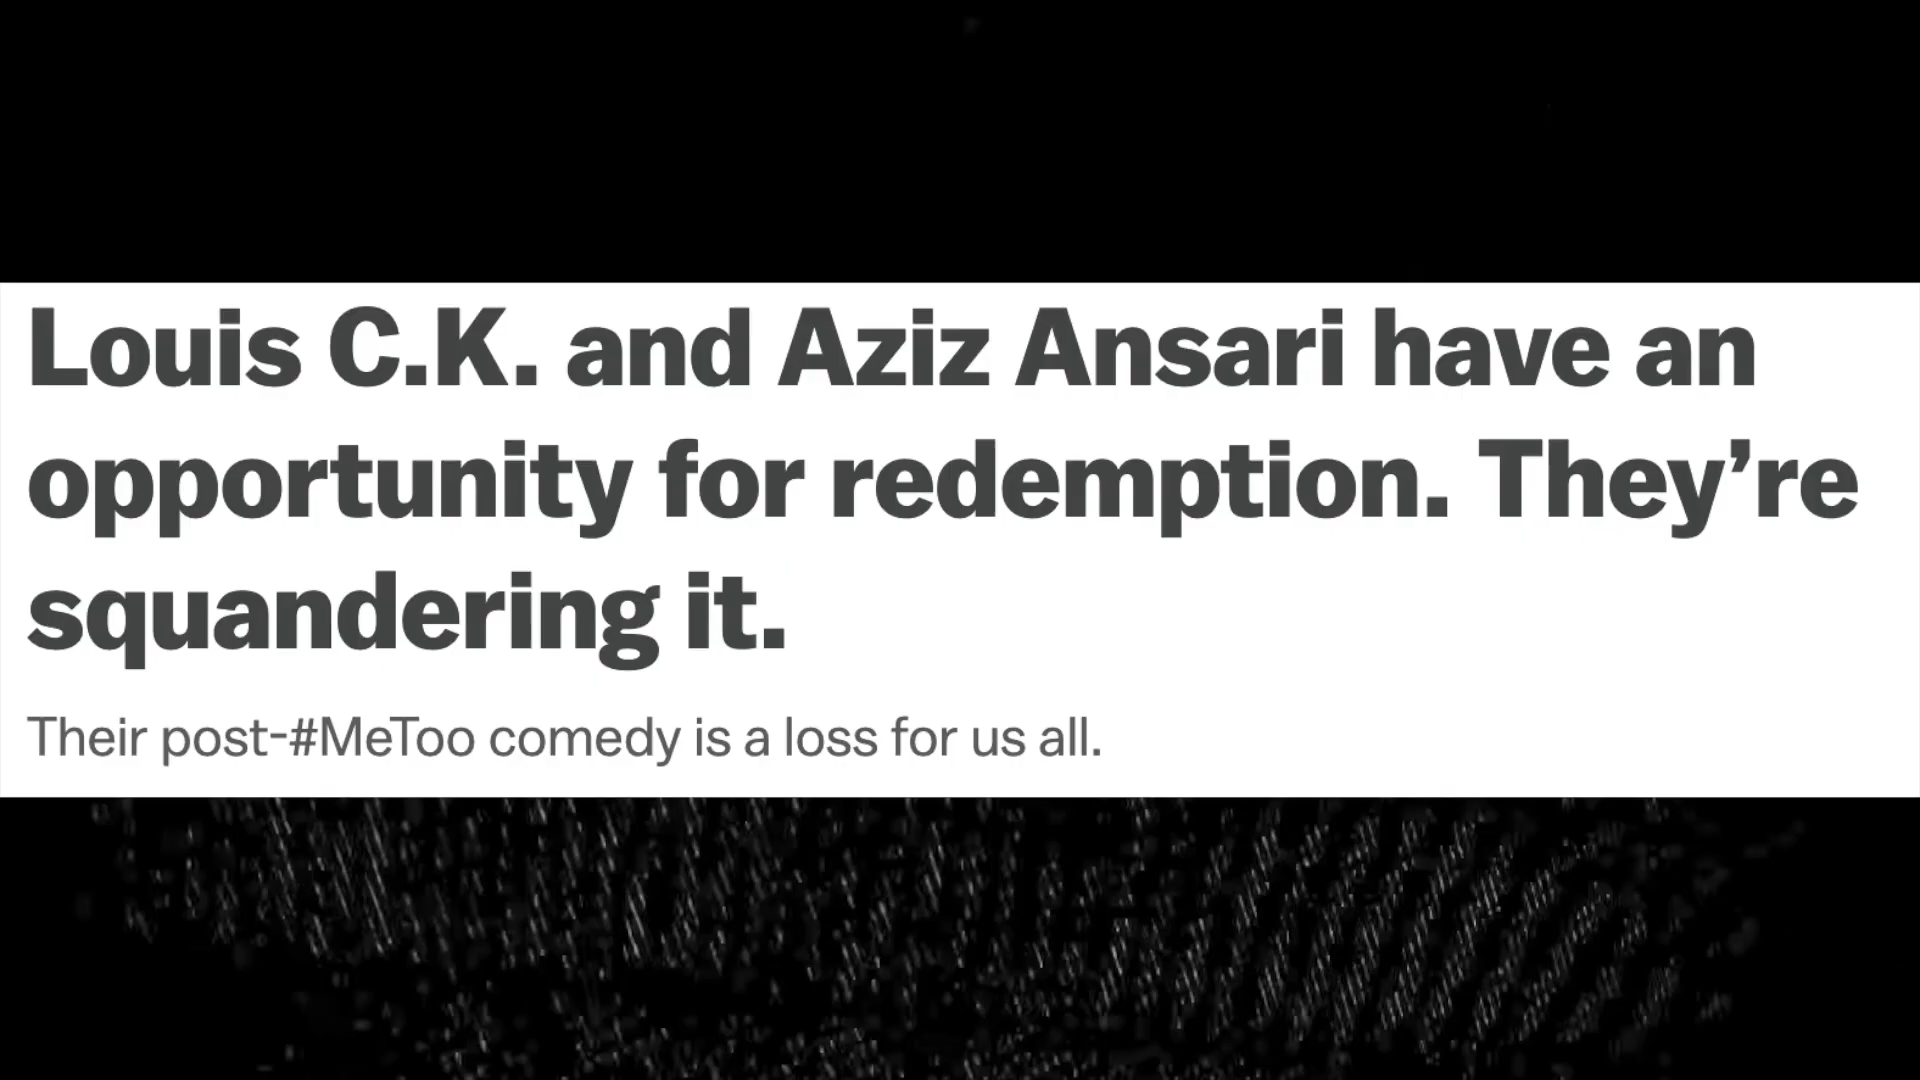 Louis C.K. and Aziz Ansari have an
opportunity for redemption. They’re
squandering it.
Their post-#MeToo comedy is a loss for us all.